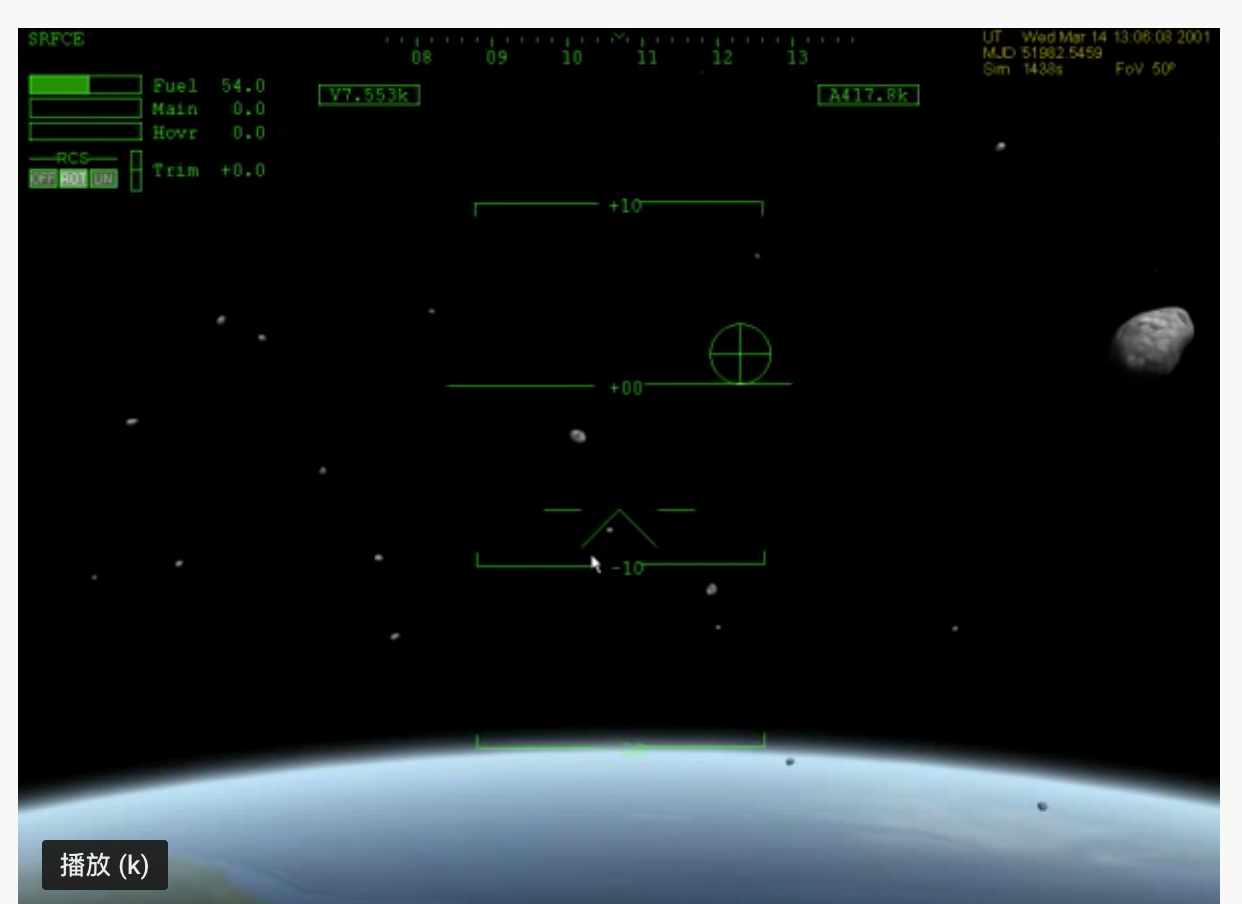 SRFCE
08 09 10 11 12 13
UT Wed Mar 14 13:06:08 2001
MJD 51982.5459
Sim 1438s FoV 50°
Fuel 54.0
V7.553k
A417.8k
Main 0.0
Hovr 0.0
RCS
OFF ROT LIN
Trim +0.0
+10
+00
-10
播放 (k)